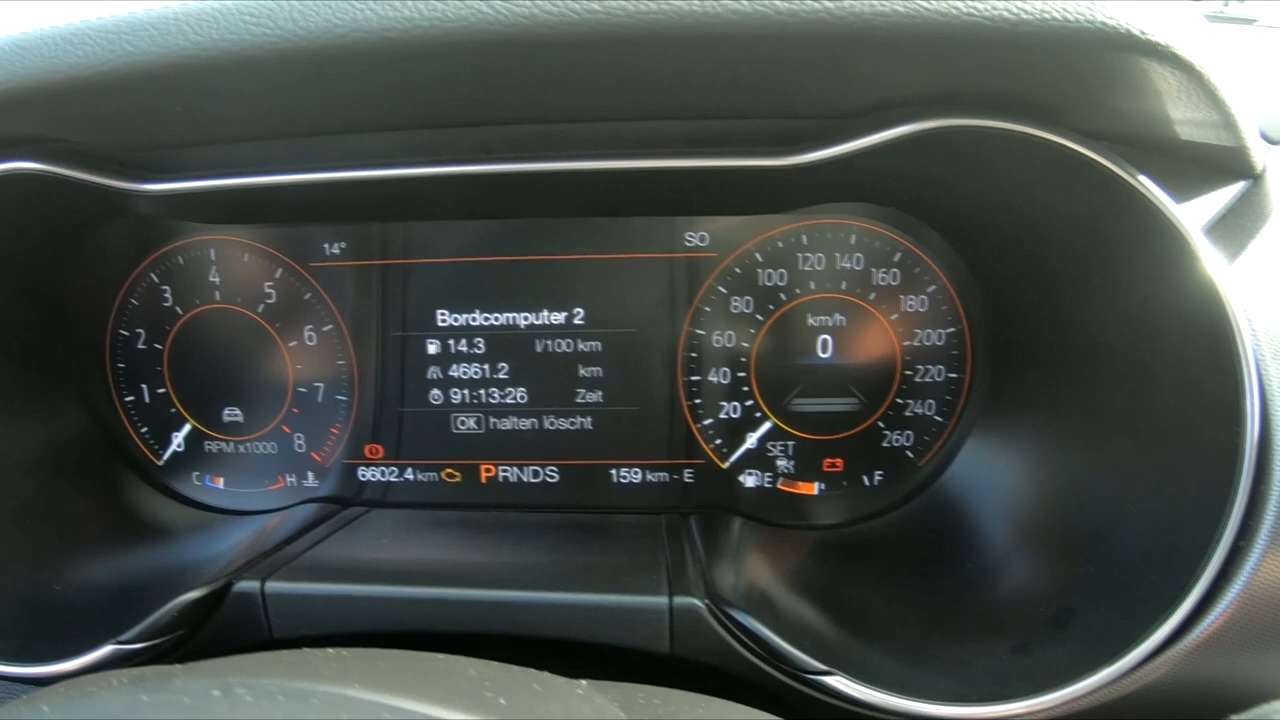 14°
SO
1
2
3
4
5
6
7
8
RPM x1000
C
H
Bordcomputer 2
14.3 l/100 km
4661.2 km
91:13:26 Zeit
OK halten löscht
6602.4 km
PRNDS
159 km - E
20
40
60
80
100
120
140
160
180
200
220
240
260
km/h
0
SET
E
F